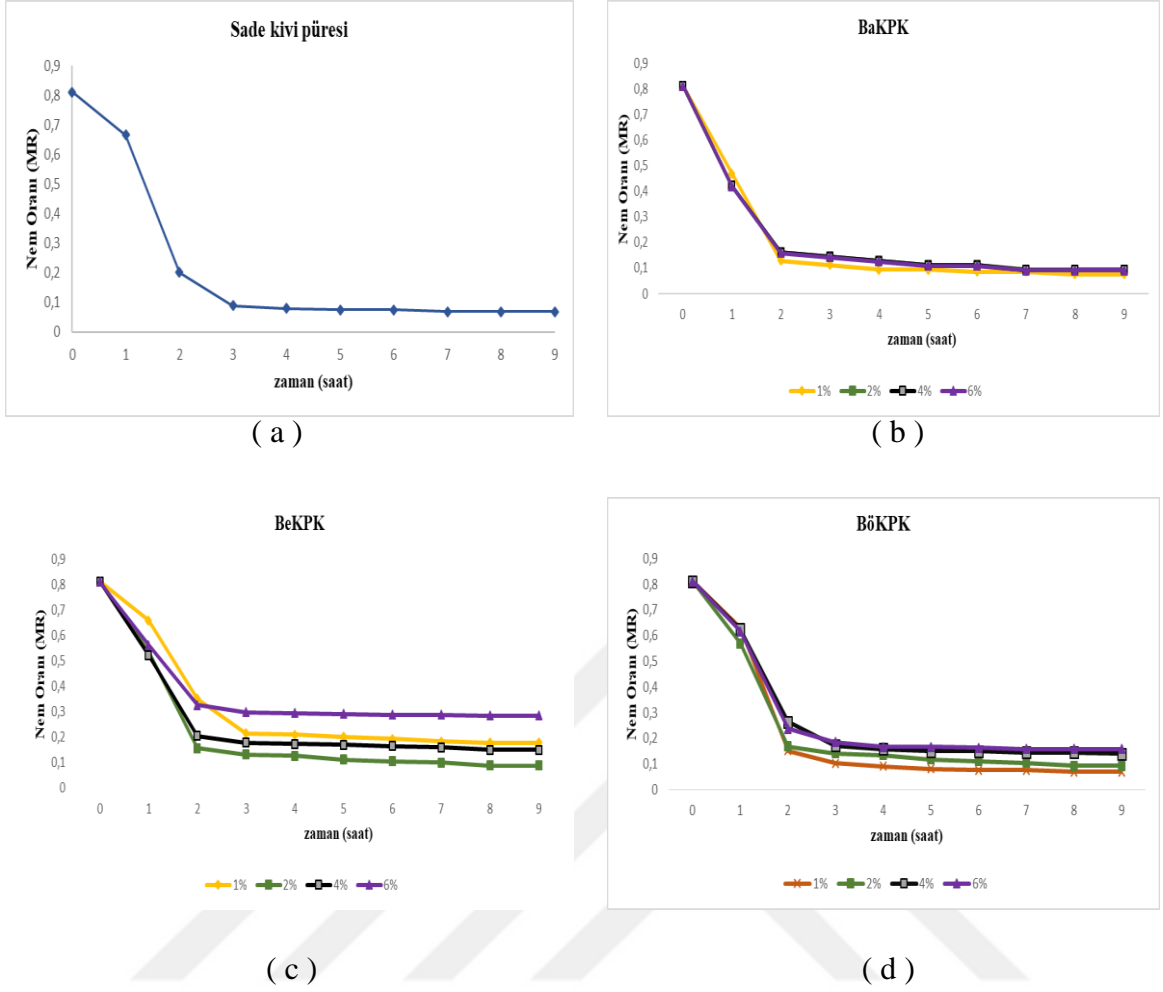 Sade kivi püresi
Nem Oranı (MR)
0,9
0,8
0,7
0,6
0,5
0,4
0,3
0,2
0,1
0
0 1 2 3 4 5 6 7 8 9
zaman (saat)
( a )
BaKPK
Nem Oranı (MR)
0,9
0,8
0,7
0,6
0,5
0,4
0,3
0,2
0,1
0
0 1 2 3 4 5 6 7 8 9
zaman (saat)
1% 2% 4% 6%
( b )
BeKPK
Nem Oranı (MR)
0,9
0,8
0,7
0,6
0,5
0,4
0,3
0,2
0,1
0
0 1 2 3 4 5 6 7 8 9
zaman (saat)
1% 2% 4% 6%
( c )
BöKPK
Nem Oranı (MR)
0,9
0,8
0,7
0,6
0,5
0,4
0,3
0,2
0,1
0
0 1 2 3 4 5 6 7 8 9
zaman (saat)
1% 2% 4% 6%
( d )